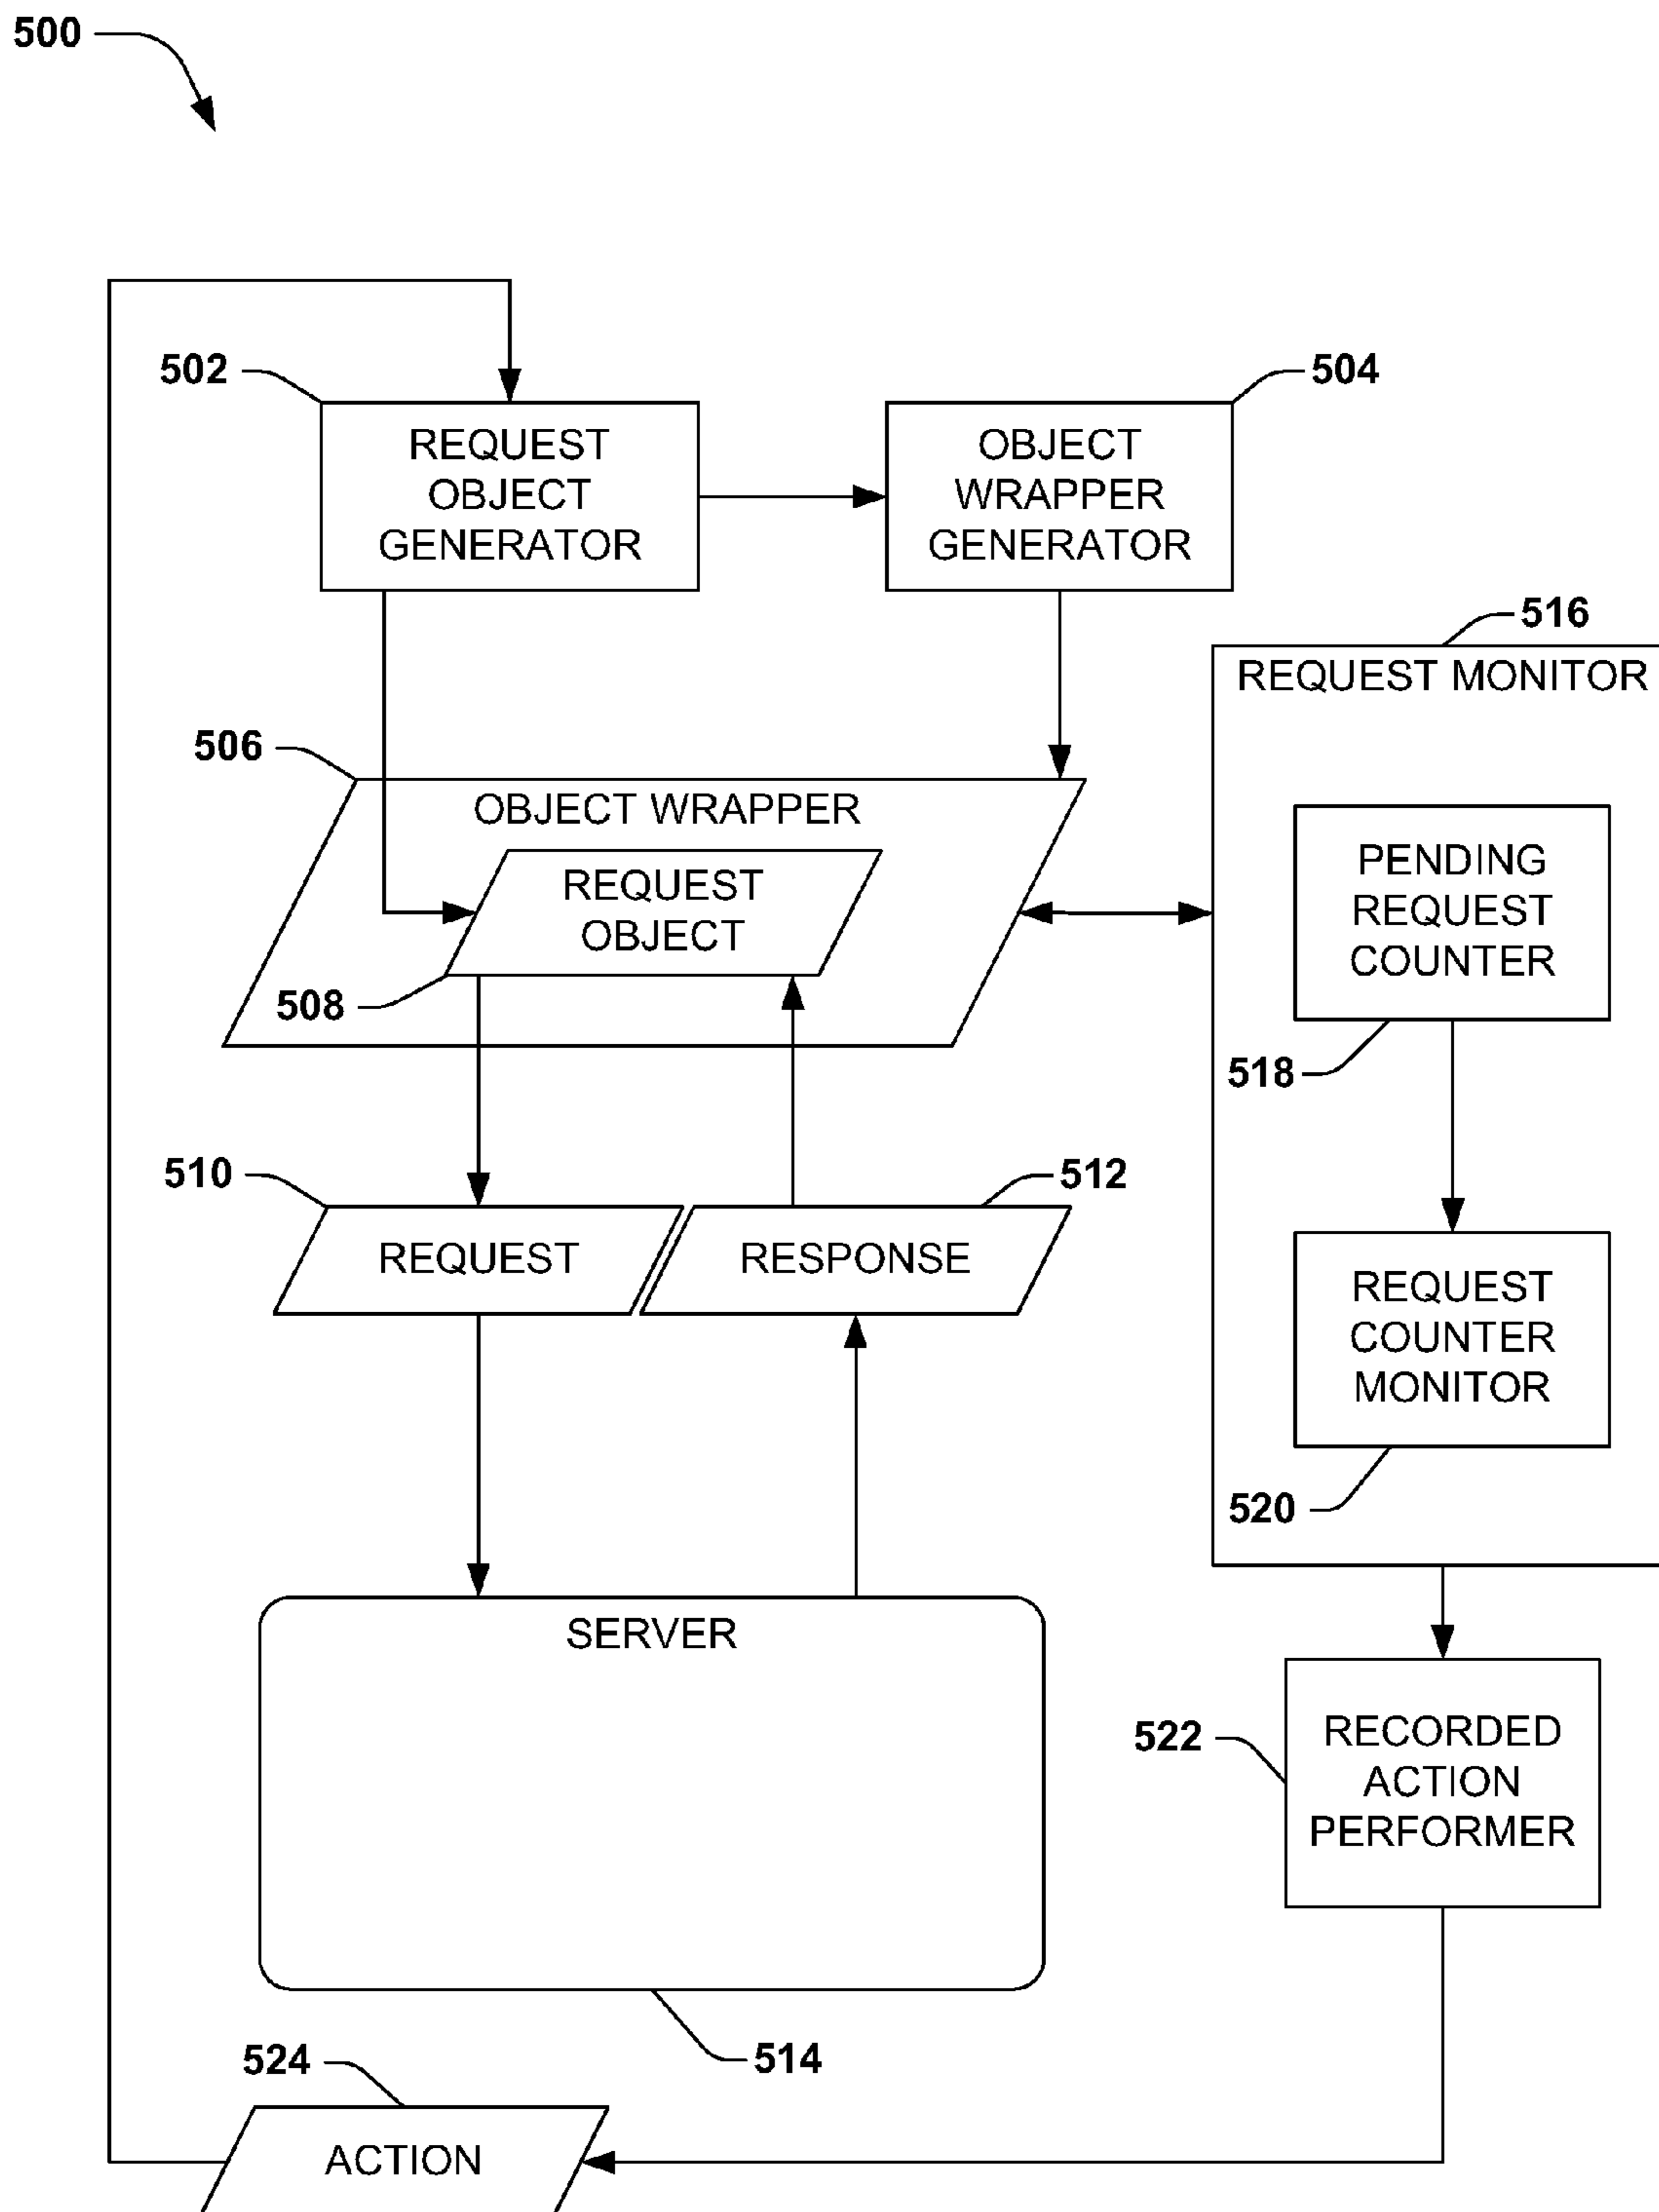 500
502
504
REQUEST
OBJECT
GENERATOR
OBJECT
WRAPPER
GENERATOR
516
REQUEST MONITOR
506
OBJECT WRAPPER
REQUEST
OBJECT
508
PENDING
REQUEST
COUNTER
518
510
512
REQUEST
RESPONSE
REQUEST
COUNTER
MONITOR
520
SERVER
522
RECORDED
ACTION
PERFORMER
514
524
ACTION